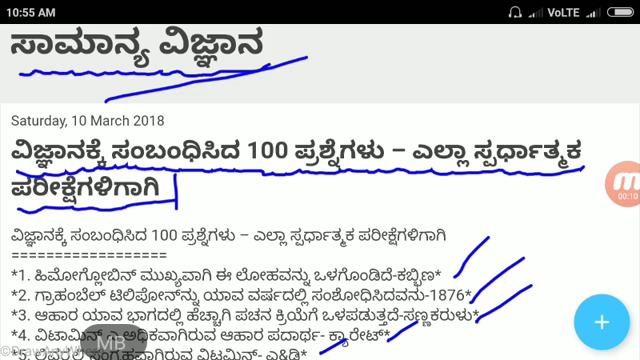 10:55 AM VoLTE
ಸಾಮಾನ್ಯ ವಿಜ್ಞಾನ
Saturday, 10 March 2018
ವಿಜ್ಞಾನಕ್ಕೆ ಸಂಬಂಧಿಸಿದ 100 ಪ್ರಶ್ನೆಗಳು – ಎಲ್ಲಾ ಸ್ಪರ್ಧಾತ್ಮಕ
ಪರೀಕ್ಷೆಗಳಿಗಾಗಿ
ವಿಜ್ಞಾನಕ್ಕೆ ಸಂಬಂಧಿಸಿದ 100 ಪ್ರಶ್ನೆಗಳು – ಎಲ್ಲಾ ಸ್ಪರ್ಧಾತ್ಮಕ ಪರೀಕ್ಷೆಗಳಿಗಾಗಿ
==================
*1. ಹಿಮೋಗ್ಲೋಬಿನ್ ಮುಖ್ಯವಾಗಿ ಈ ಲೋಹವನ್ನು ಒಳಗೊಂಡಿದೆ-ಕಬ್ಭಿಣ*
*2. ಗ್ರಾಹಂಬೆಲ್ ಟಿಲಿಪೋನ್‌ನ್ನು ಯಾವ ವರ್ಷದಲ್ಲಿ ಸಂಶೋಧಿಸಿದವನು-1876*
*3. ಆಹಾರ ಯಾವ ಭಾಗದಲ್ಲಿ ಹೆಚ್ಚಾಗಿ ಪಚನ ಕ್ರಿಯೆಗೆ ಒಳಪಡುತ್ತದೆ-ಸಣ್ಣಕರುಳು*
*4. ವಿಟಾಮಿನ್ ಎ ಅಧಿಕವಾಗಿರುವ ಆಹಾರ ಪದಾರ್ಥ- ಕ್ಯಾರೇಟ್*
*5. ಸಂಗ್ರಹವಾಗಿರುವ ವಿಟಾಮಿನ್- ಎ&ಡಿ*
MB
00:10